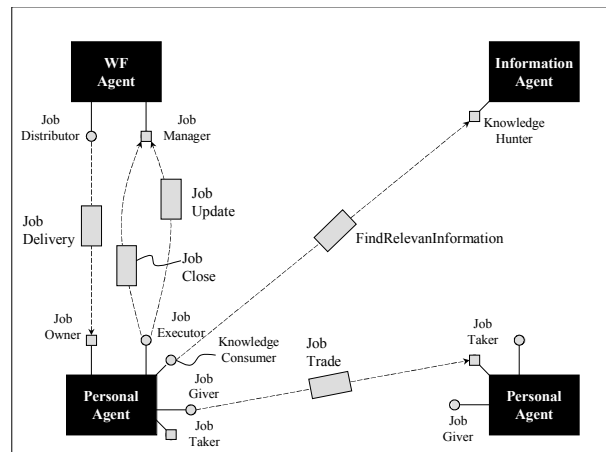 WF
Agent
Information
Agent
Job
Distributor
Job
Manager
Knowledge
Hunter
Job
Update
Job
Delivery
FindRelevanInformation
Job
Close
Job
Owner
Job
Executor
Knowledge
Consumer
Job
Trade
Job
Taker
Personal
Agent
Job
Giver
Job
Taker
Personal
Agent
Job
Giver